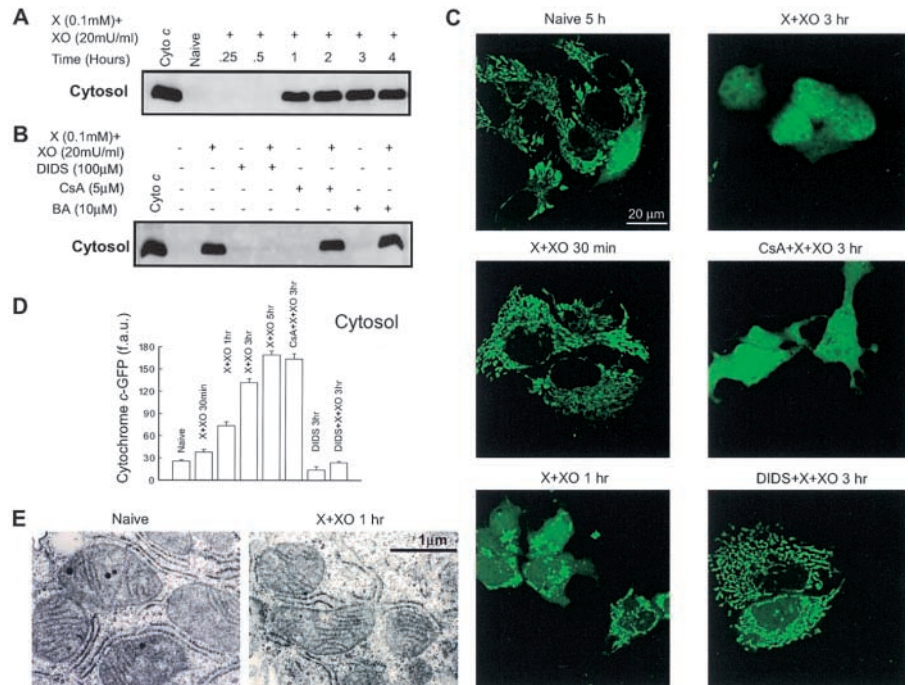 A
X (0.1mM)+
XO (20mU/ml)
Cyto c
Naive
+ + + + + +
Time (Hours)
.25 .5 1 2 3 4
Cytosol
B
X (0.1mM)+
XO (20mU/ml)
DIDS (100µM)
CsA (5µM)
BA (10µM)
Cyto c
- + - + - + - +
- - + + - - - -
- - - - + + - -
- - - - - - + +
Cytosol
D
Cytosol
Cytochrome c-GFP (f.a.u.)
180
150
120
90
60
30
0
Naive
X+XO 30min
X+XO 1hr
X+XO 3hr
X+XO 5hr
CsA+X+XO 3hr
DIDS 3hr
DIDS+X+XO 3hr
E
Naive
X+XO 1 hr
1µm
C
Naive 5 h
X+XO 3 hr
20 µm
X+XO 30 min
CsA+X+XO 3 hr
X+XO 1 hr
DIDS+X+XO 3 hr